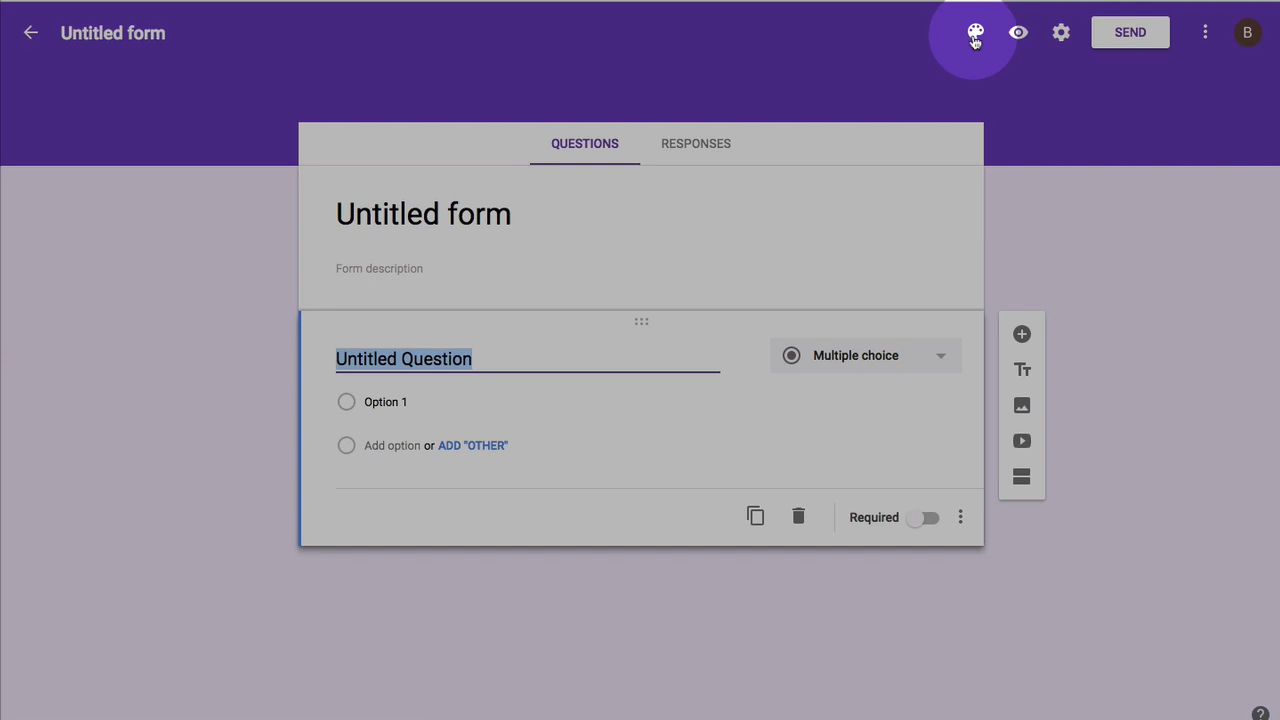 Untitled form
SEND
B
QUESTIONS RESPONSES
Untitled form
Form description
Untitled Question
Multiple choice
Option 1
Add option or ADD "OTHER"
Required
?